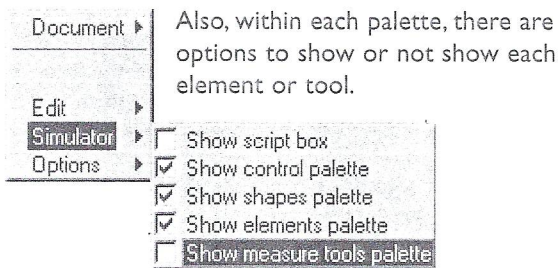 Document
Also, within each palette, there are
options to show or not show each
element or tool.
Edit
Simulator
Options
Show script box
Show control palette
Show shapes palette
Show elements palette
Show measure tools palette